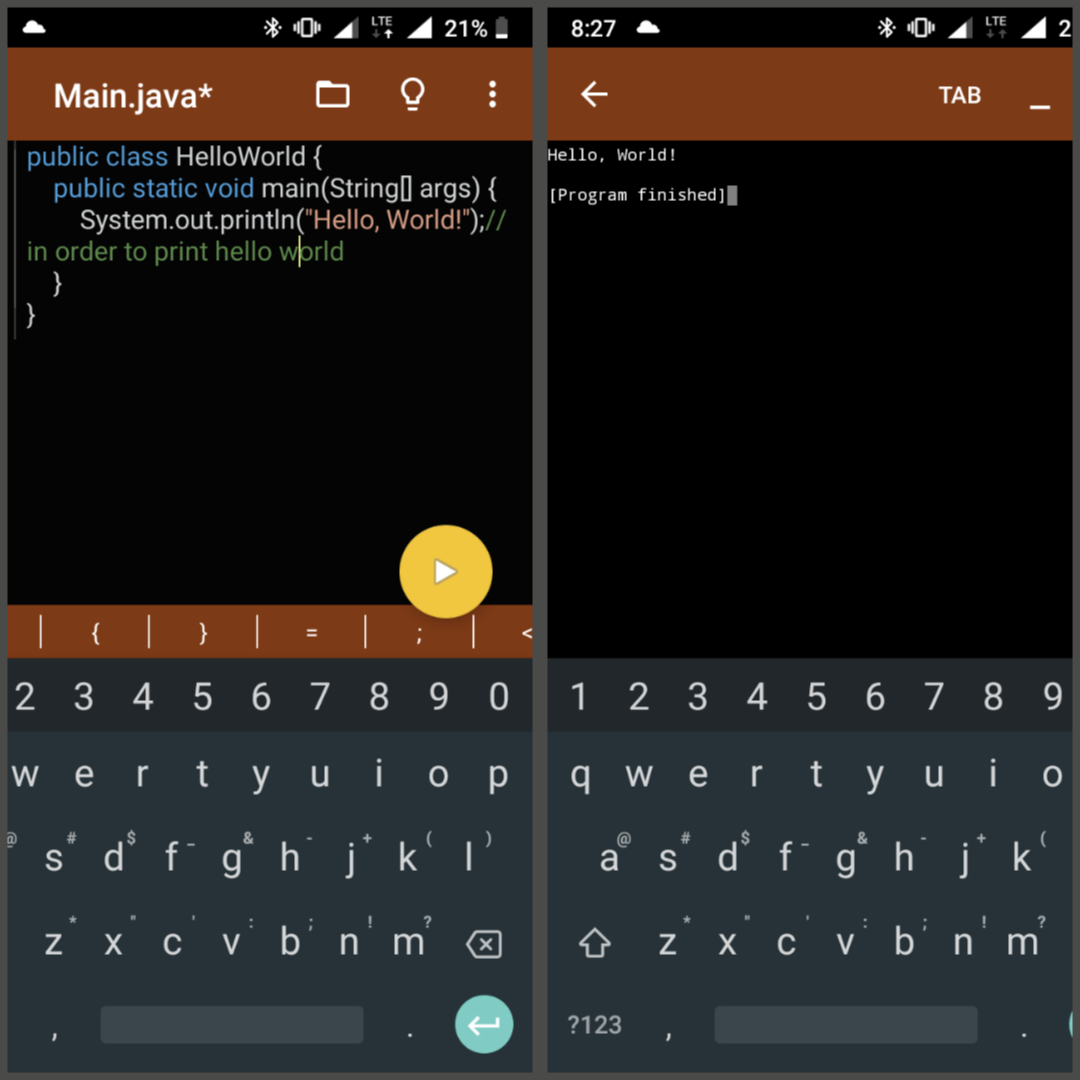 21%
LTE
Main.java*
public class HelloWorld {
public static void main(String[] args) {
System.out.println("Hello, World!");//
in order to print hello world
}
}
{ } = ; <
2 3 4 5 6 7 8 9 0
w e r t y u i o p
@ # $ - & - + ( )
s d f g h j k l
* " ' : ; ! ?
z x c v b n m
, .
8:27
LTE
2
TAB
Hello, World!
[Program finished]
1 2 3 4 5 6 7 8 9
q w e r t y u i o
@ # $ - & - + (
a s d f g h j k
* " ' : ; ! ?
z x c v b n m
?123 , .